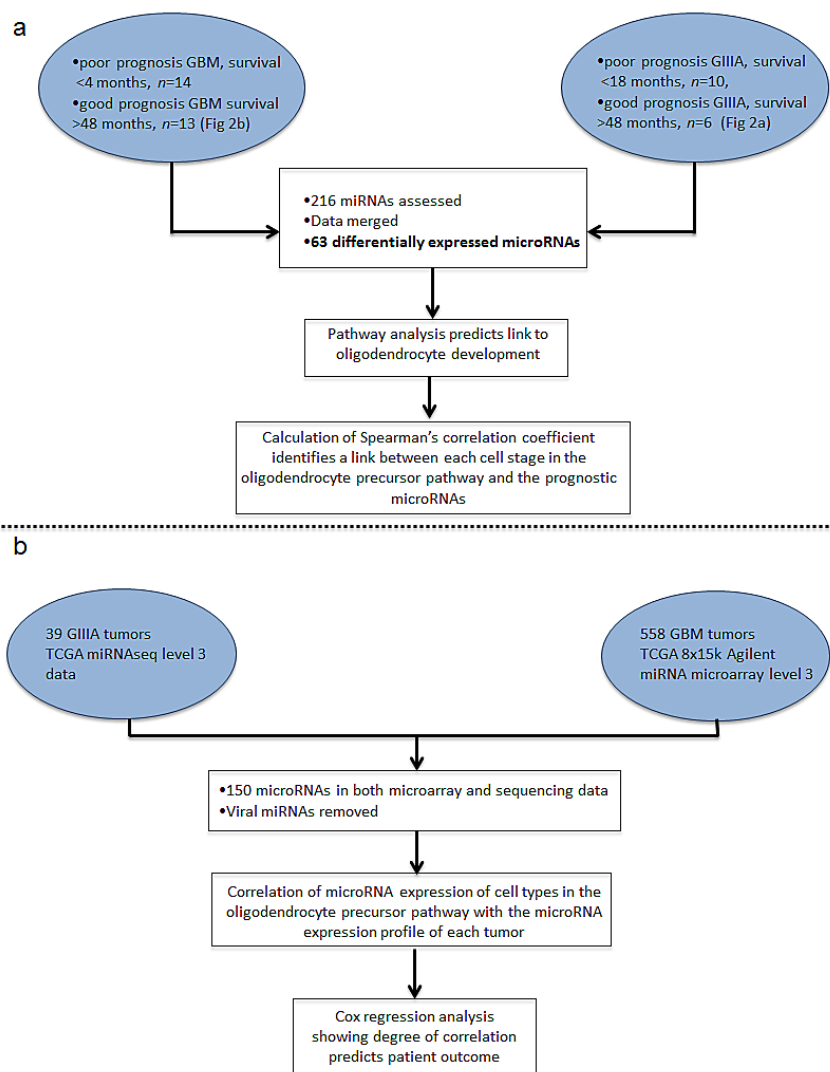 a
•poor prognosis GBM, survival
<4 months, n=14
•good prognosis GBM survival
>48 months, n=13 (Fig 2b)
•poor prognosis GIIIA, survival
<18 months, n=10,
•good prognosis GIIIA, survival
>48 months, n=6 (Fig 2a)
•216 miRNAs assessed
•Data merged
•63 differentially expressed microRNAs
Pathway analysis predicts link to
oligodendrocyte development
Calculation of Spearman's correlation coefficient
identifies a link between each cell stage in the
oligodendrocyte precursor pathway and the prognostic
microRNAs
b
39 GIIIA tumors
TCGA miRNAseq level 3
data
558 GBM tumors
TCGA 8x15k Agilent
miRNA microarray level 3
•150 microRNAs in both microarray and sequencing data
•Viral miRNAs removed
Correlation of microRNA expression of cell types in the
oligodendrocyte precursor pathway with the microRNA
expression profile of each tumor
Cox regression analysis
showing degree of correlation
predicts patient outcome